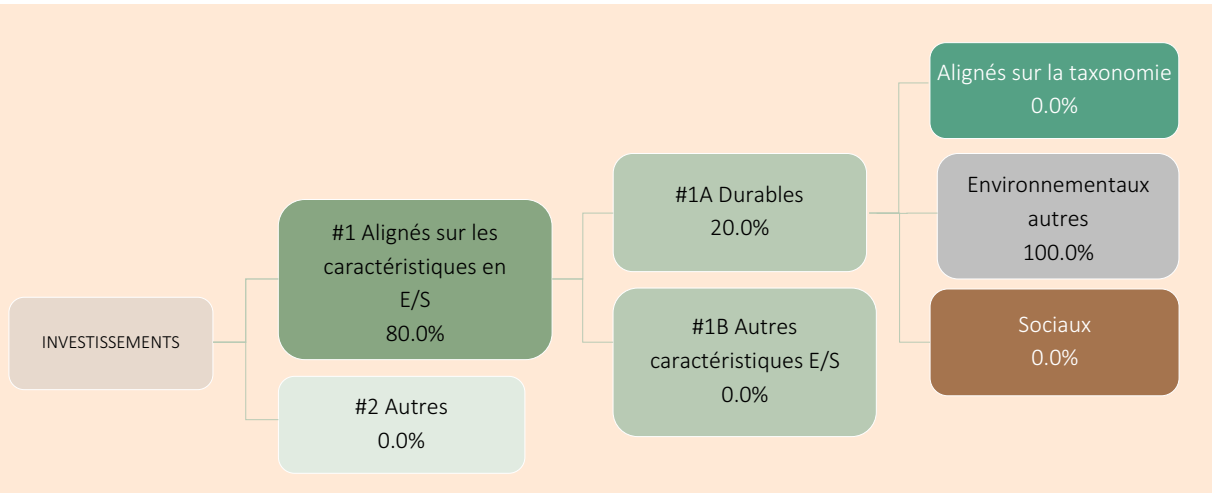 INVESTISSEMENTS
#1 Alignés sur les
caractéristiques en
E/S
80.0%
#2 Autres
0.0%
#1A Durables
20.0%
#1B Autres
caractéristiques E/S
0.0%
Alignés sur la taxonomie
0.0%
Environnementaux
autres
100.0%
Sociaux
0.0%